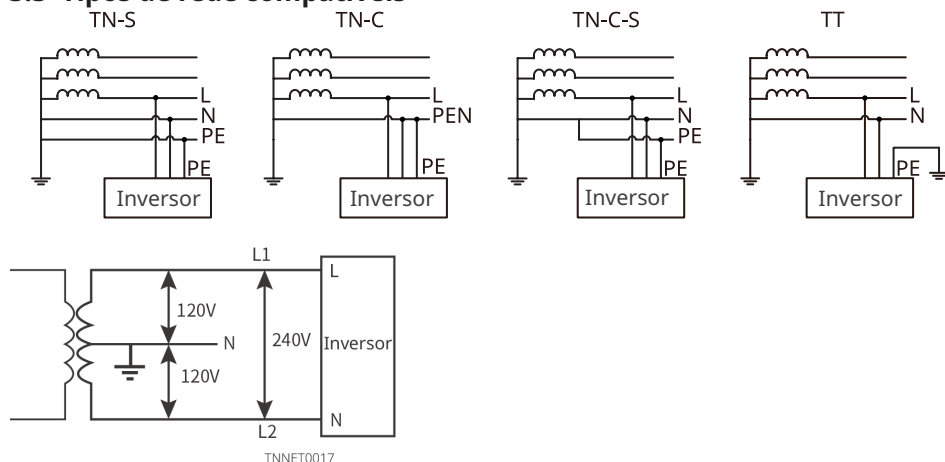 TN-S TN-C TN-C-S TT
L L L L
N PEN N N
PE PE
PE PE PE PE
Inversor Inversor Inversor Inversor
L1
L
120V
N 240V Inversor
120V
N
L2
TNNET0017